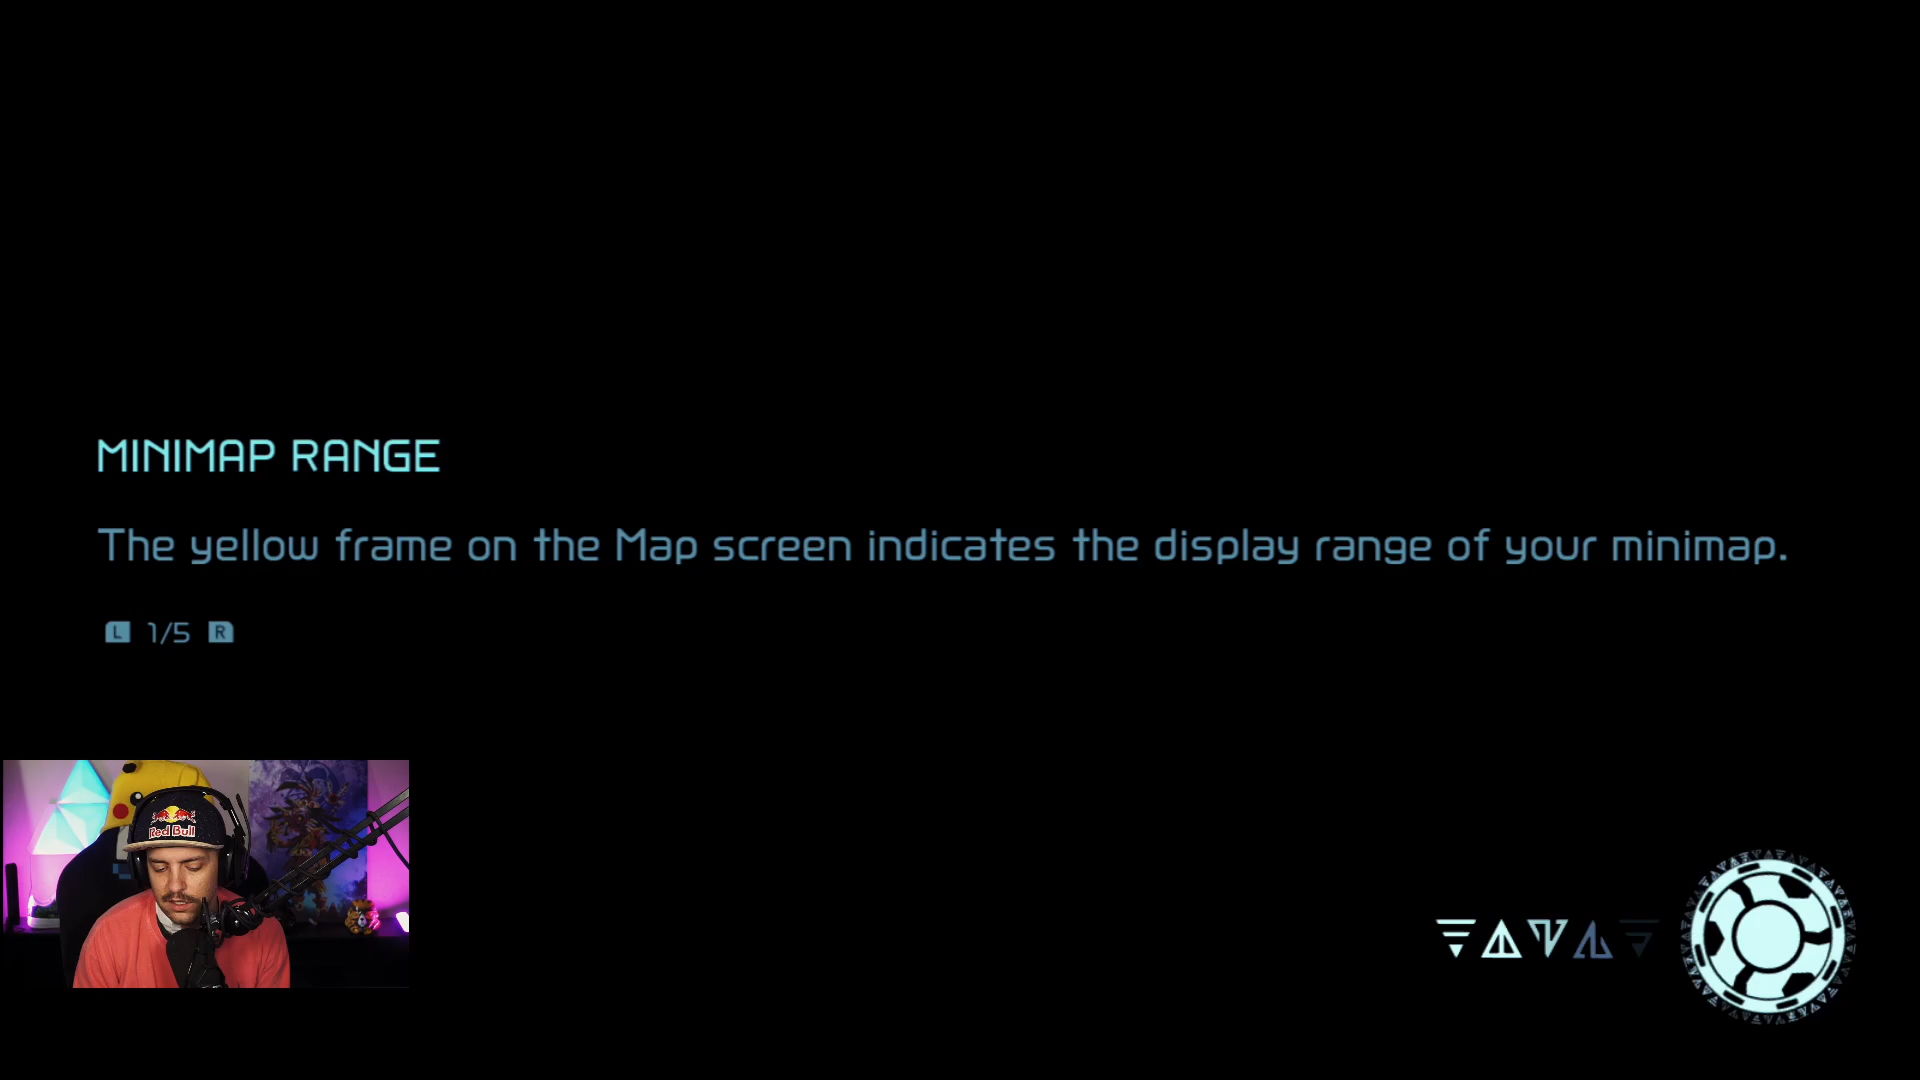 MINIMAP RANGE
The yellow frame on the Map screen indicates the display range of your minimap.
L 1/5 R
Red Bull